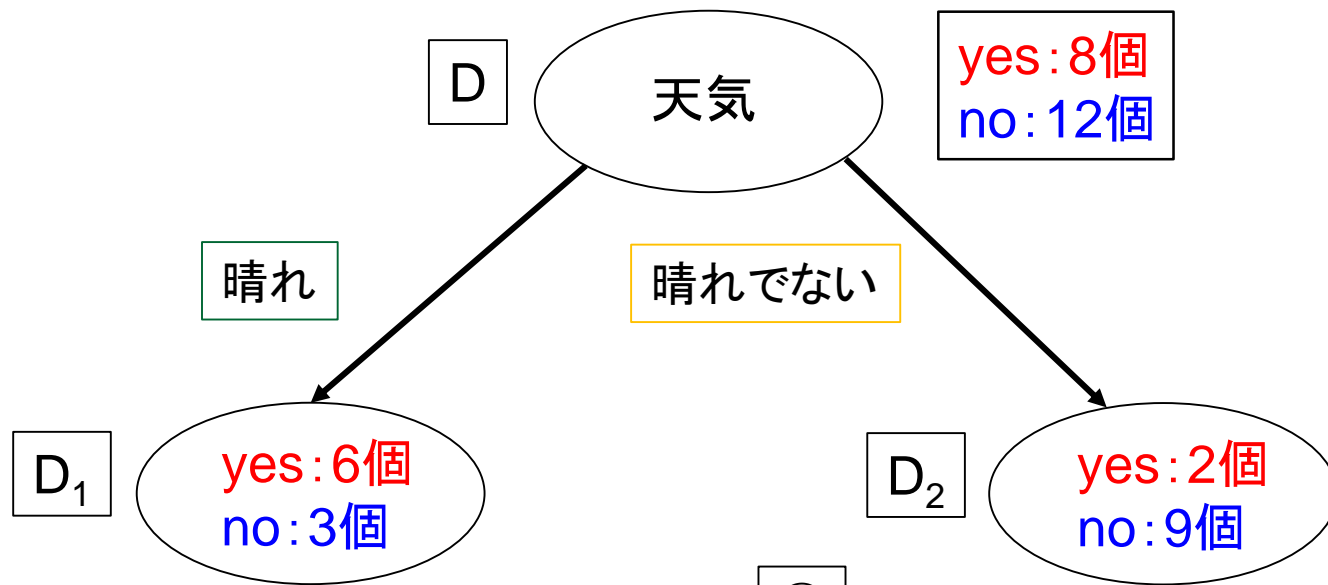 D
天気
yes：8個
no：12個
晴れ
晴れでない
D₁
yes：6個
no：3個
D₂
yes：2個
no：9個